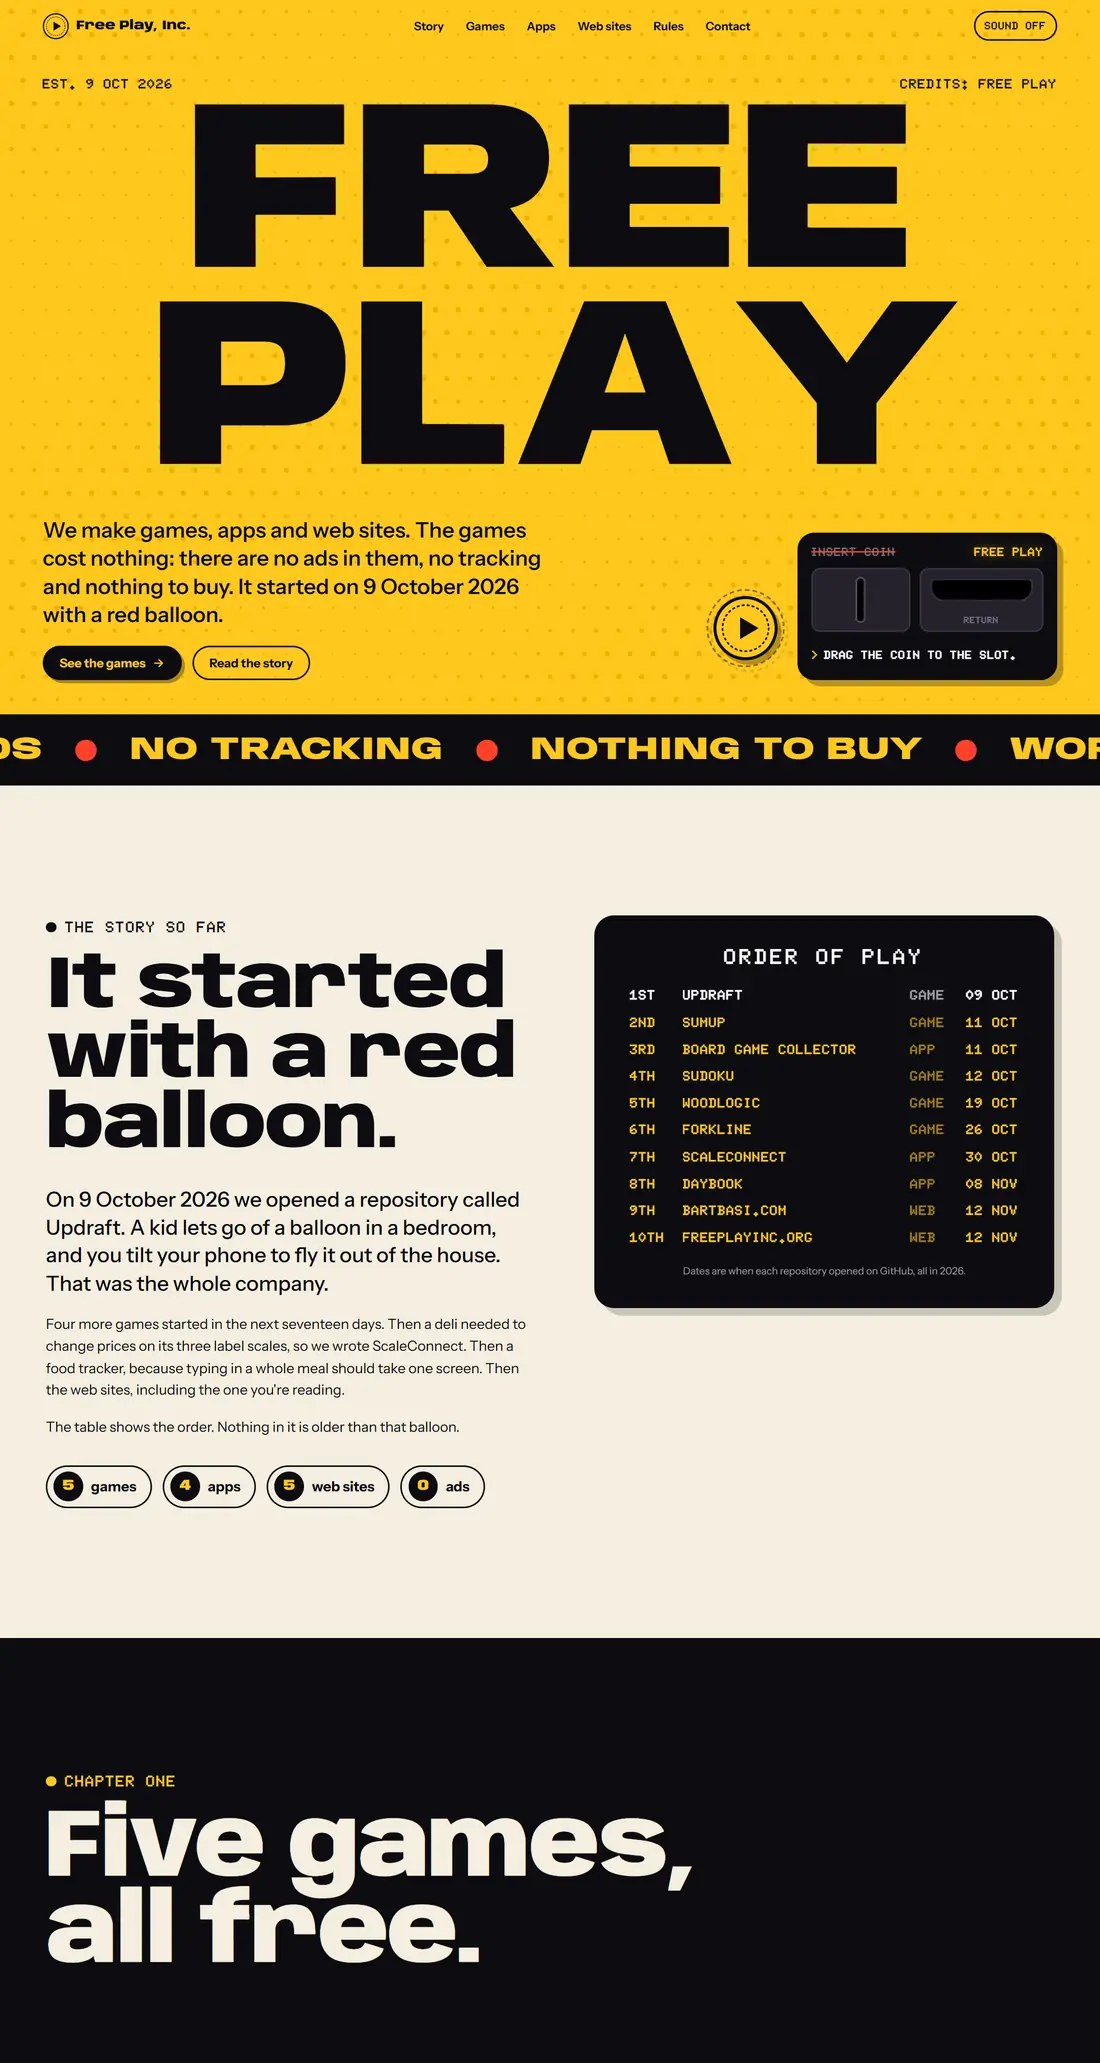 Free Play, Inc.
Story Games Apps Web sites Rules Contact
SOUND OFF
EST. 9 OCT 2026
CREDITS: FREE PLAY
FREE
PLAY
We make games, apps and web sites. The games
cost nothing: there are no ads in them, no tracking
and nothing to buy. It started on 9 October 2026
with a red balloon.
See the games →
Read the story
INSERT COIN
FREE PLAY
RETURN
> DRAG THE COIN TO THE SLOT.
DS ● NO TRACKING ● NOTHING TO BUY ● WOR
THE STORY SO FAR
It started
with a red
balloon.
On 9 October 2026 we opened a repository called
Updraft. A kid lets go of a balloon in a bedroom,
and you tilt your phone to fly it out of the house.
That was the whole company.
Four more games started in the next seventeen days. Then a deli needed to
change prices on its three label scales, so we wrote ScaleConnect. Then a
food tracker, because typing in a whole meal should take one screen. Then
the web sites, including the one you're reading.
The table shows the order. Nothing in it is older than that balloon.
5 games
4 apps
5 web sites
0 ads
ORDER OF PLAY
1ST UPDRAFT GAME 09 OCT
2ND SUMUP GAME 11 OCT
3RD BOARD GAME COLLECTOR APP 11 OCT
4TH SUDOKU GAME 12 OCT
5TH WOODLOGIC GAME 19 OCT
6TH FORKLINE GAME 26 OCT
7TH SCALECONNECT APP 30 OCT
8TH DAYBOOK APP 08 NOV
9TH BARTBASI.COM WEB 12 NOV
10TH FREEPLAYINC.ORG WEB 12 NOV
Dates are when each repository opened on GitHub, all in 2026.
CHAPTER ONE
Five games,
all free.